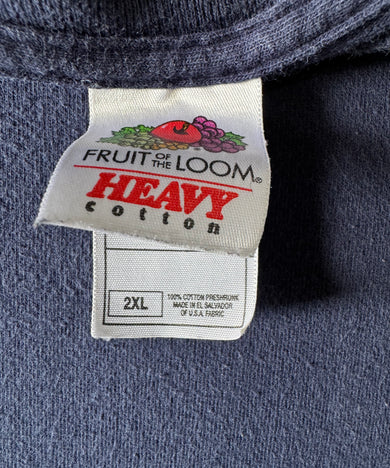 FRUIT OF THE LOOM®
HEAVY
cotton
2XL
100% COTTON PRESHRUNK
MADE IN EL SALVADOR
of U.S.A. FABRIC